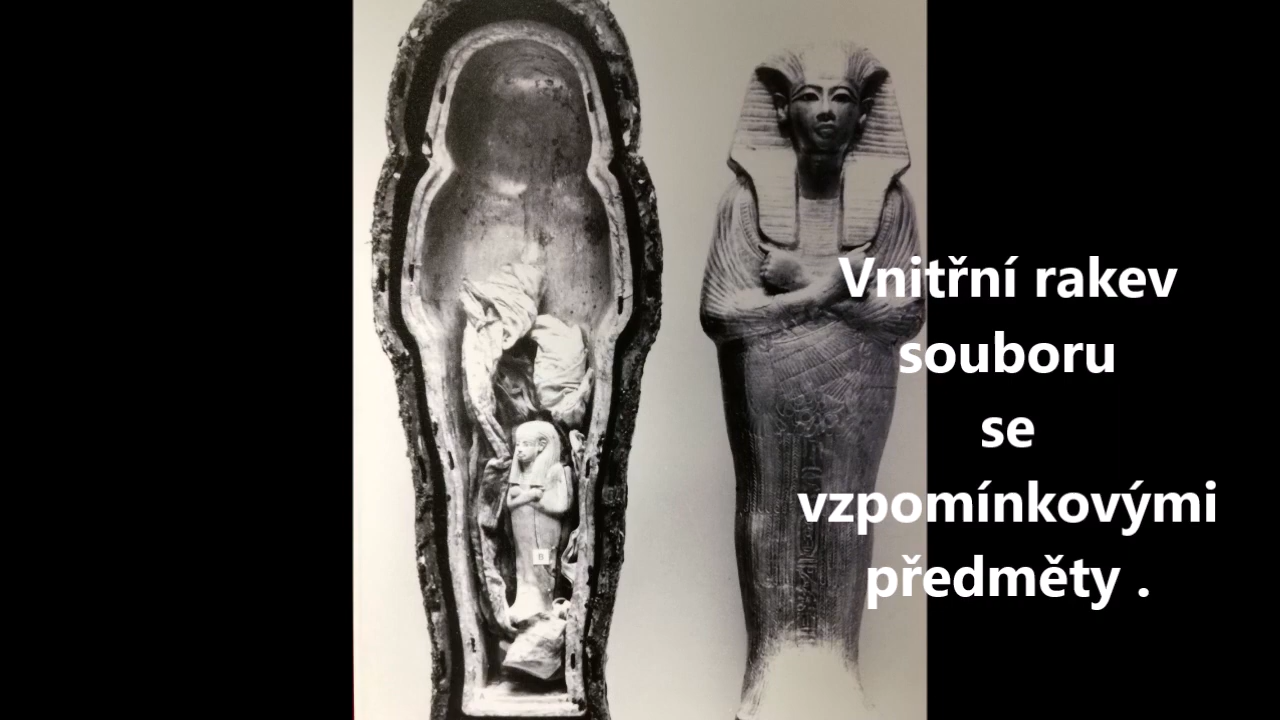 Vnitřní rakev
souboru
se
vzpomínkovými
předměty .